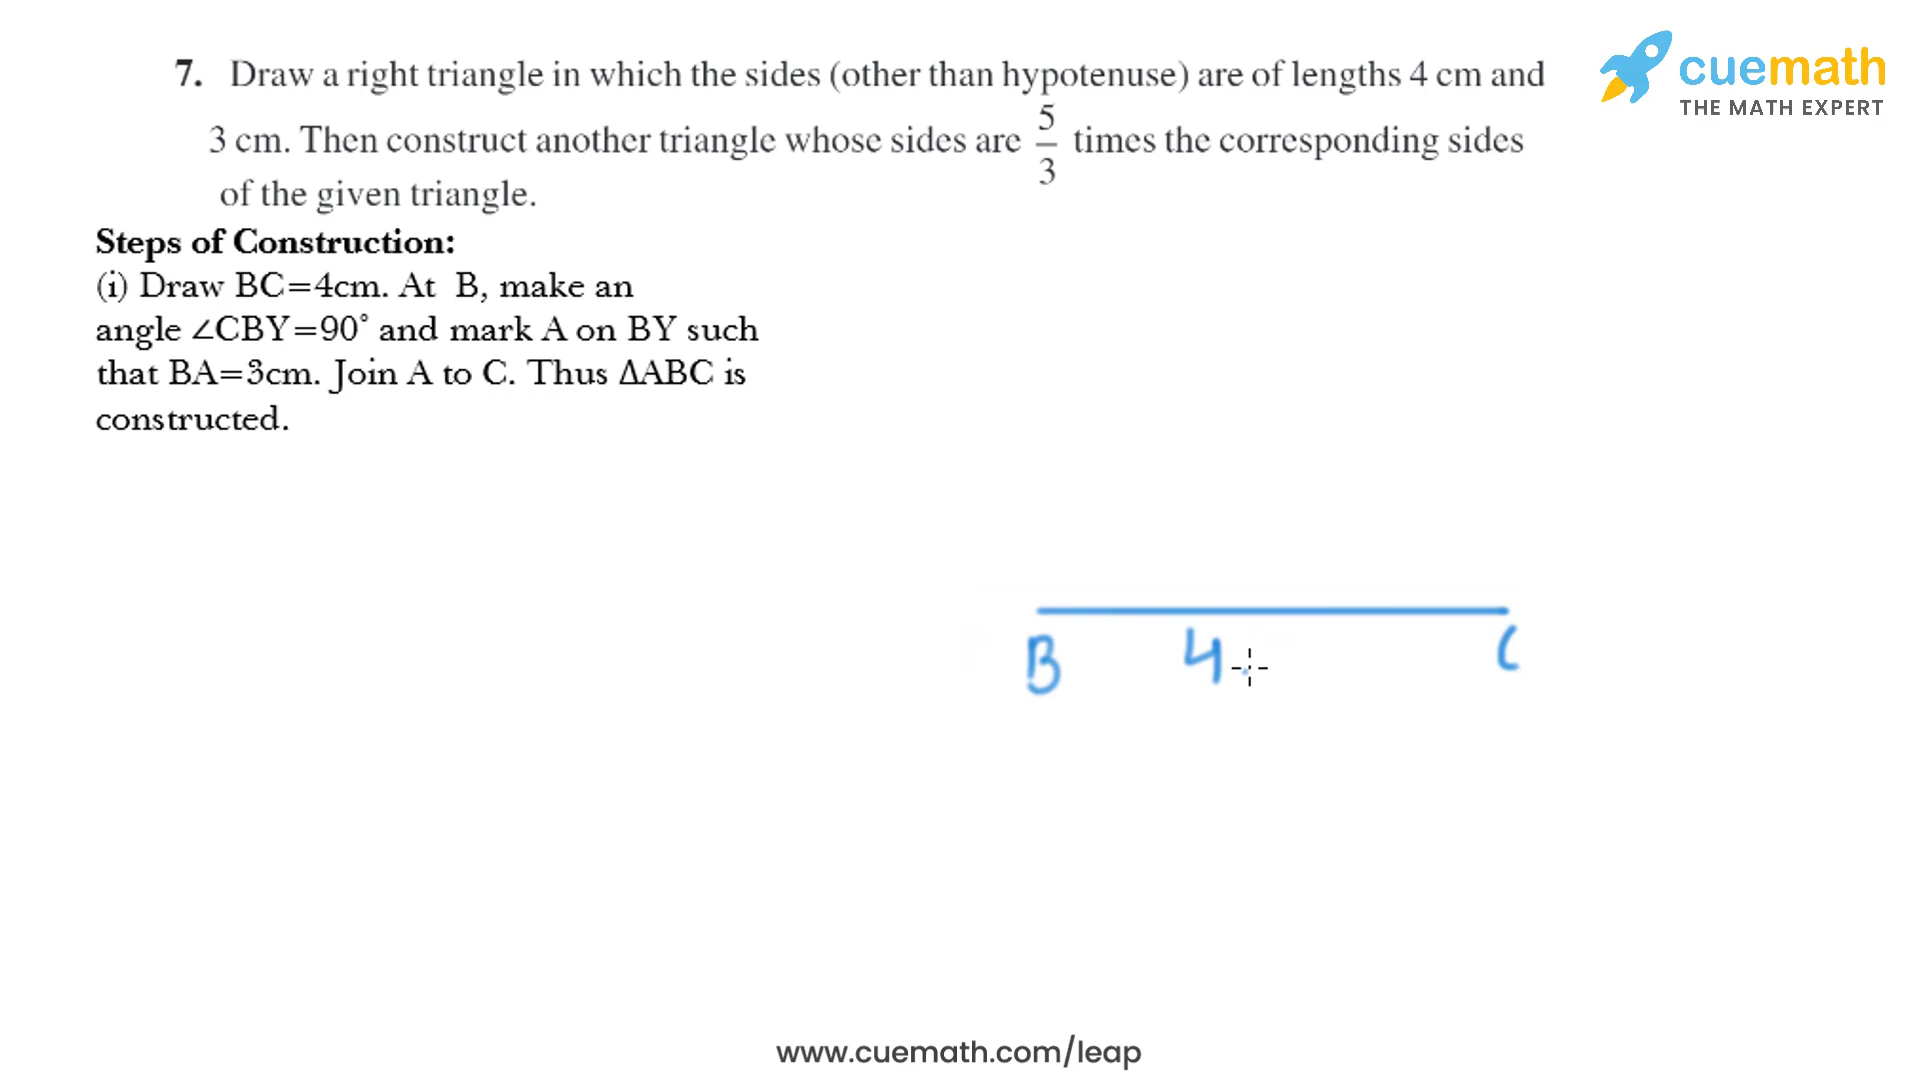 7. Draw a right triangle in which the sides (other than hypotenuse) are of lengths 4 cm and
3 cm. Then construct another triangle whose sides are 5/3 times the corresponding sides
of the given triangle.
cuemath
THE MATH EXPERT
Steps of Construction:
(i) Draw BC=4cm. At B, make an
angle ∠CBY=90° and mark A on BY such
that BA=3cm. Join A to C. Thus ΔABC is
constructed.
B 4 C
www.cuemath.com/leap